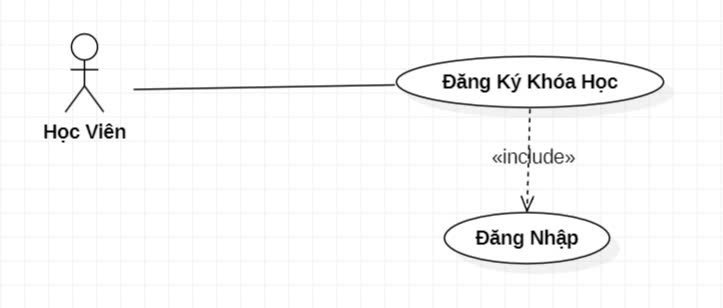 Đăng Ký Khóa Học
Học Viên
«include»
Đăng Nhập